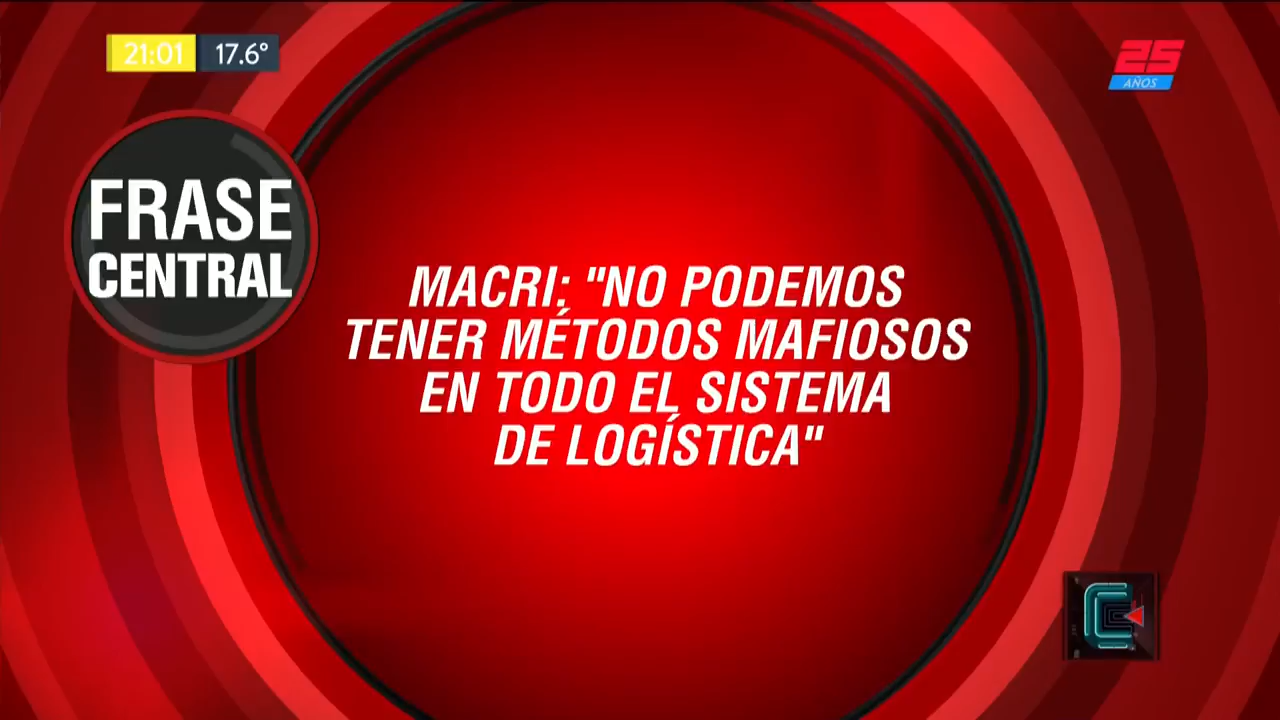 21:01 17.6°
25
AÑOS
FRASE
CENTRAL
MACRI: "NO PODEMOS
TENER MÉTODOS MAFIOSOS
EN TODO EL SISTEMA
DE LOGÍSTICA"